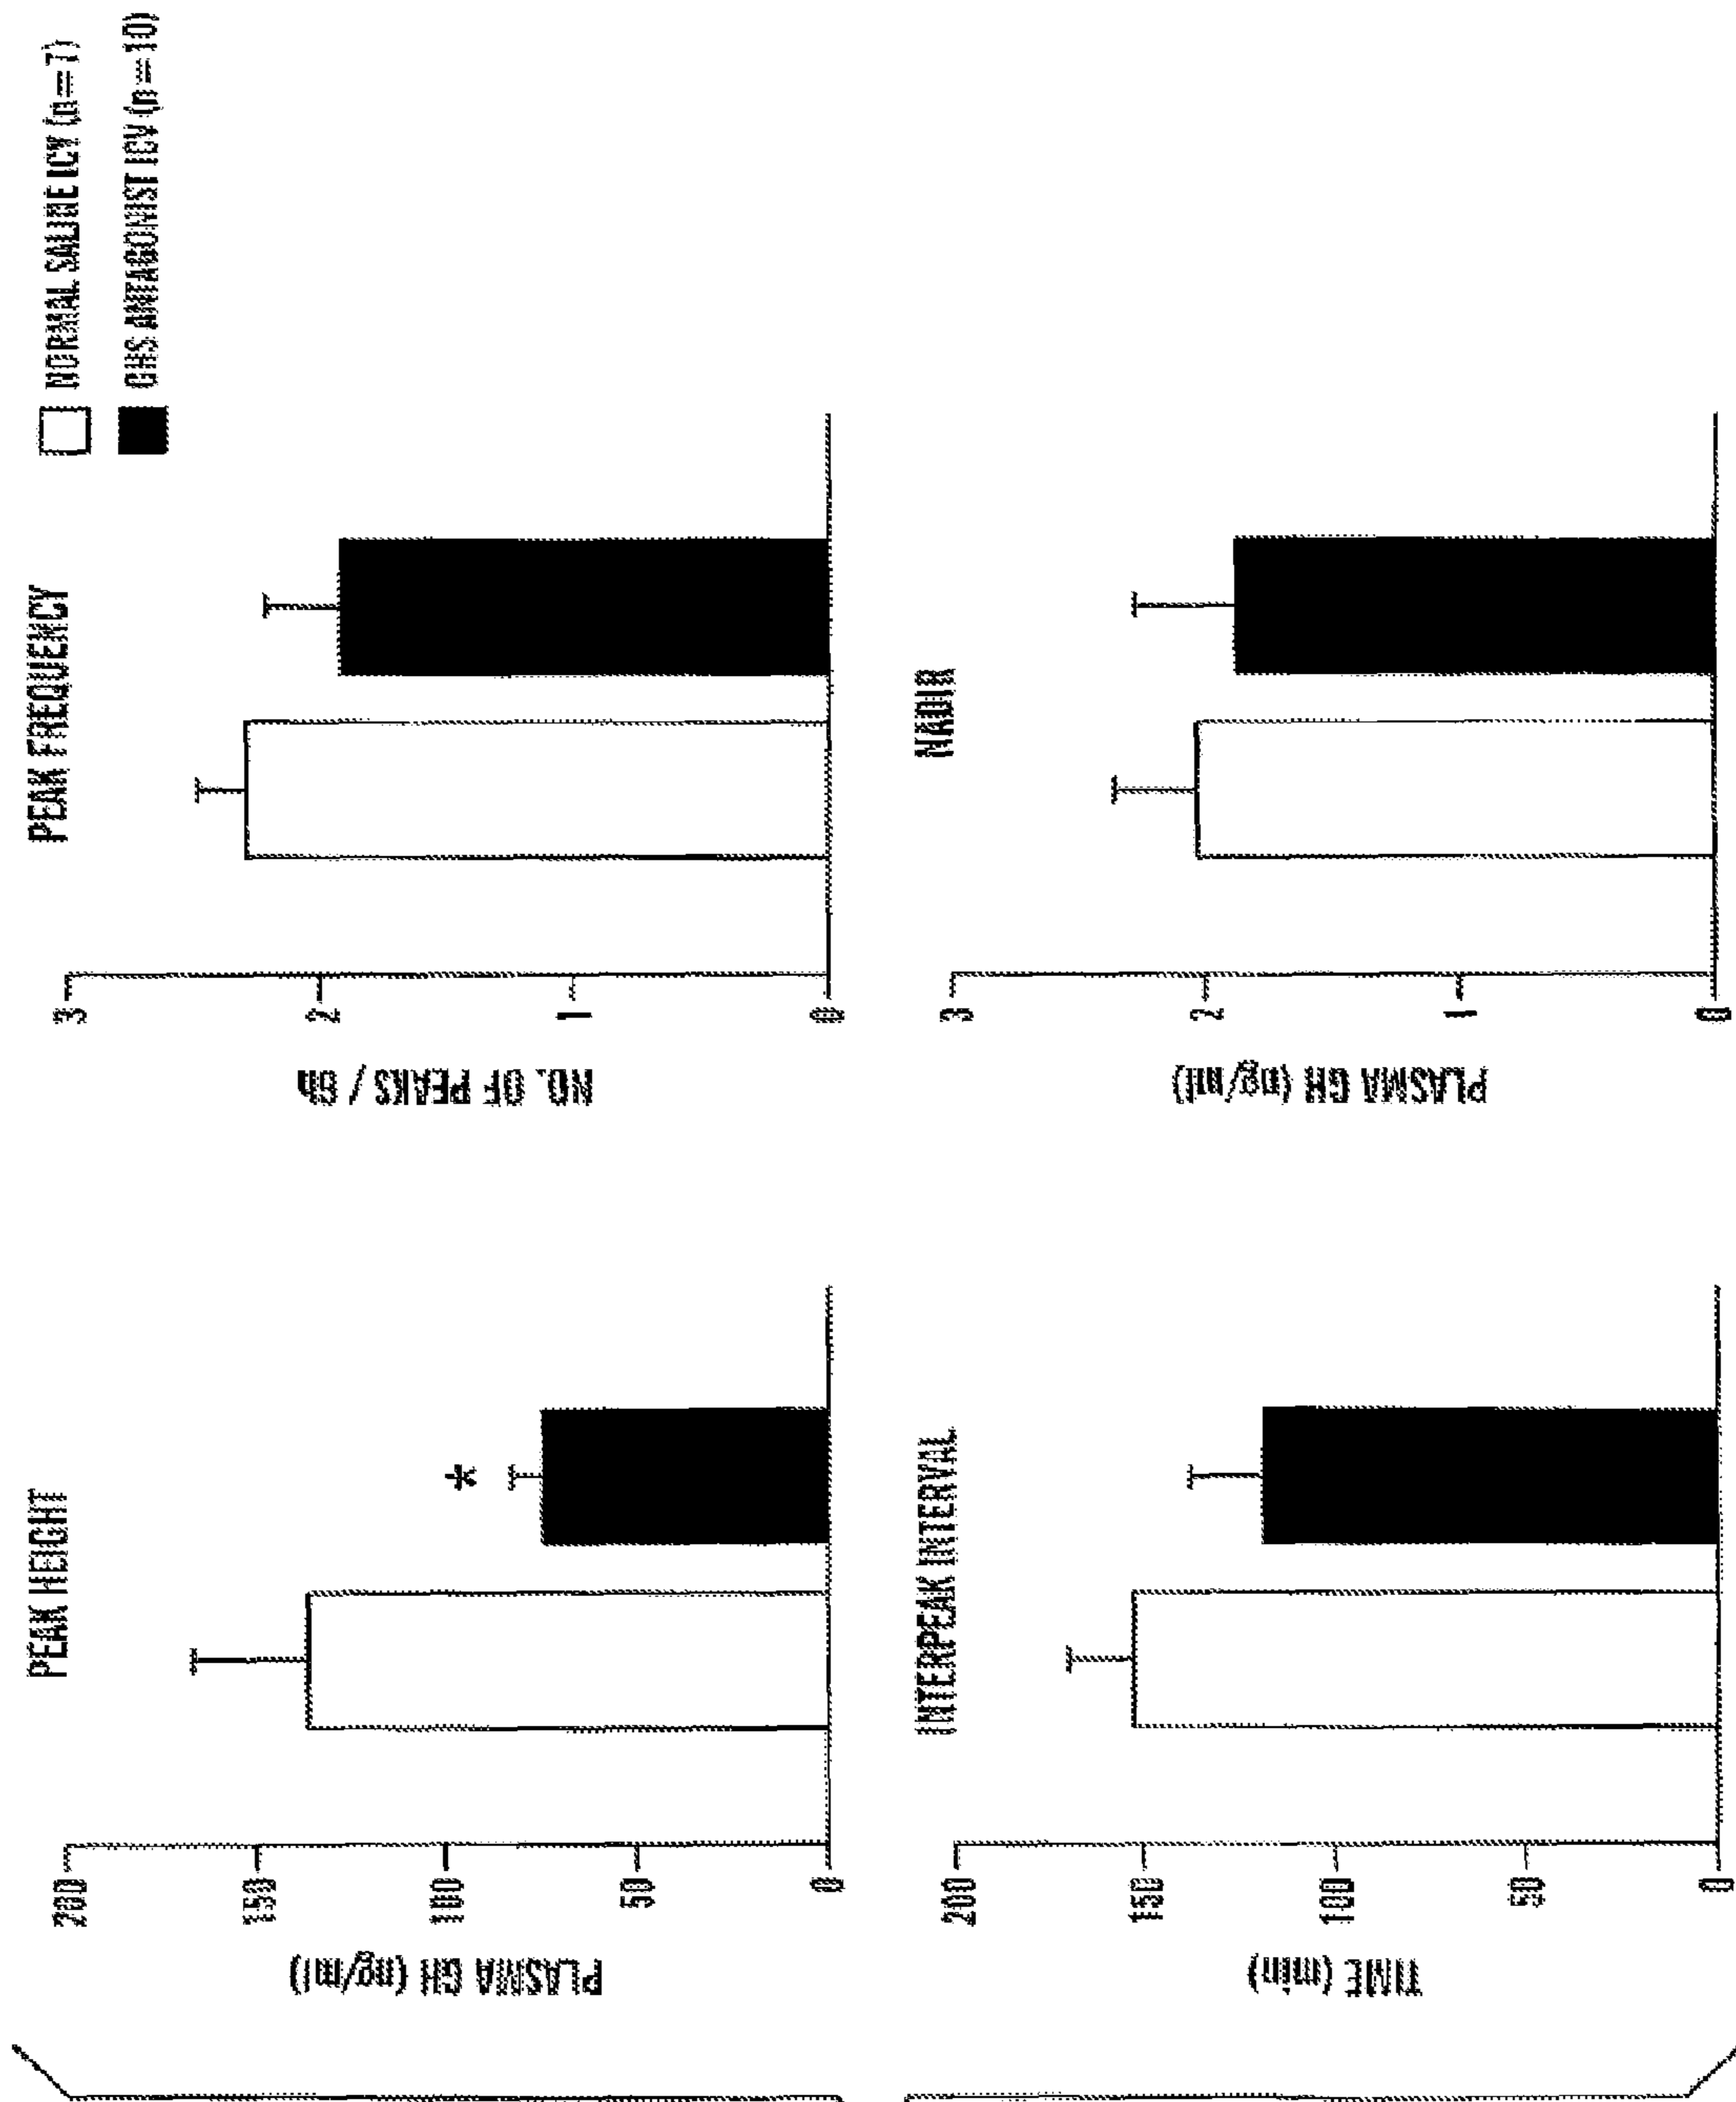 NORMAL SALINE ICV (n=7)
GHS ANTAGONIST ICV (n=10)
PEAK HEIGHT
PLASMA GH (ng/ml)
200
150
100
50
0
*
PEAK FREQUENCY
NO. OF PEAKS / 6h
3
2
1
0
INTERPEAK INTERVAL
TIME (min)
200
150
100
50
0
NADIR
PLASMA GH (ng/ml)
3
2
1
0